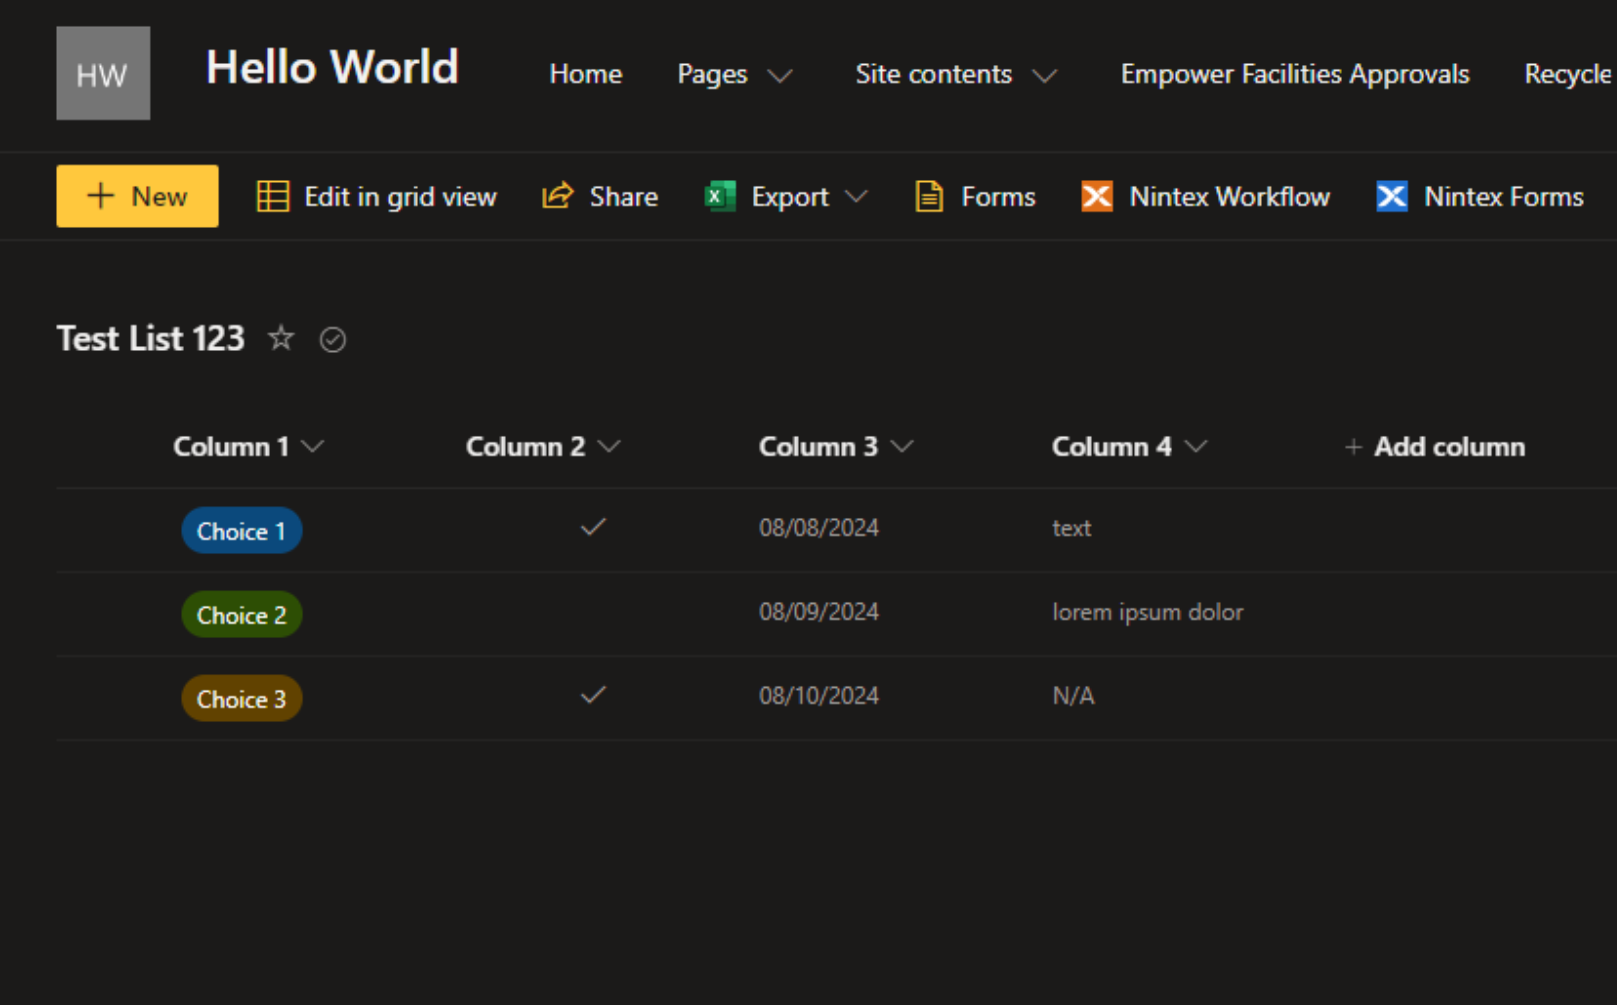 HW Hello World Home Pages Site contents Empower Facilities Approvals Recycle
New Edit in grid view Share Export Forms Nintex Workflow Nintex Forms
Test List 123
Column 1 Column 2 Column 3 Column 4 + Add column
Choice 1 08/08/2024 text
Choice 2 08/09/2024 lorem ipsum dolor
Choice 3 08/10/2024 N/A